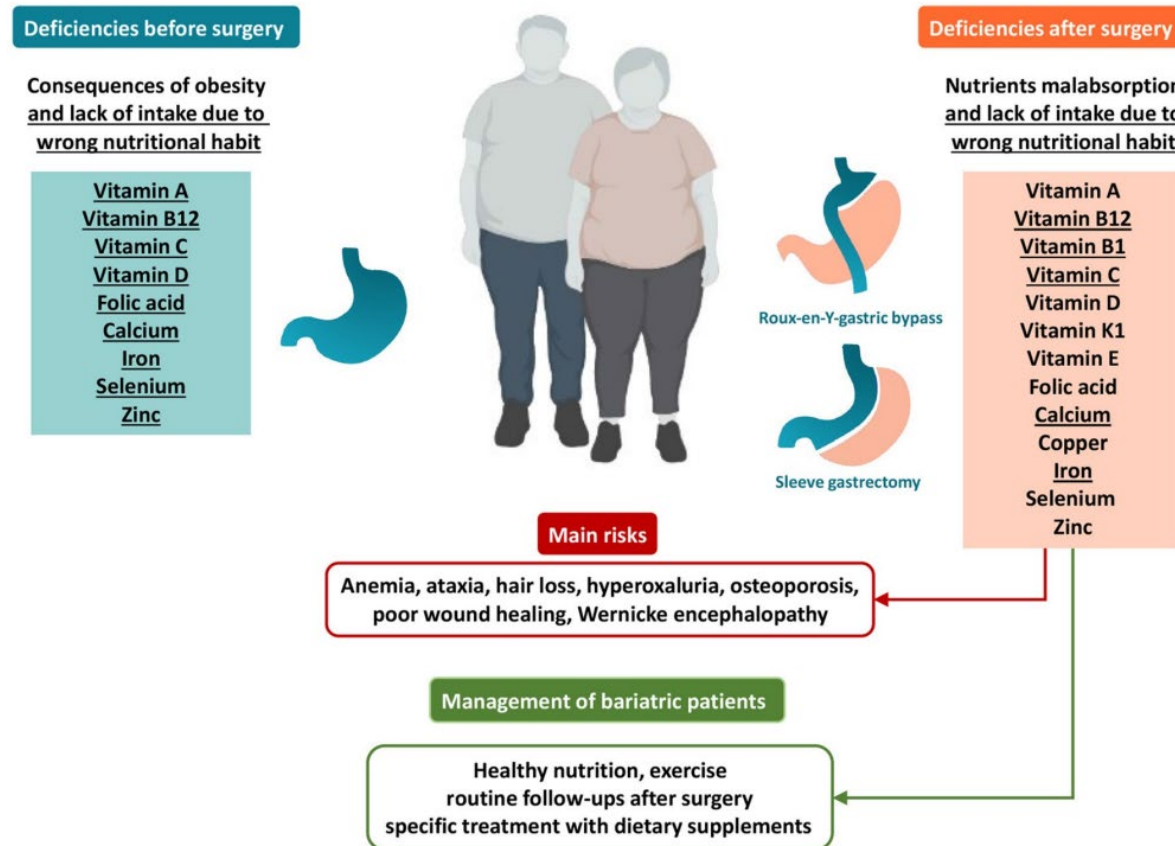 Deficiencies before surgery
Consequences of obesity
and lack of intake due to
wrong nutritional habit
Vitamin A
Vitamin B12
Vitamin C
Vitamin D
Folic acid
Calcium
Iron
Selenium
Zinc
Roux-en-Y-gastric bypass
Sleeve gastrectomy
Deficiencies after surgery
Nutrients malabsorption
and lack of intake due to
wrong nutritional habit
Vitamin A
Vitamin B12
Vitamin B1
Vitamin C
Vitamin D
Vitamin K1
Vitamin E
Folic acid
Calcium
Copper
Iron
Selenium
Zinc
Main risks
Anemia, ataxia, hair loss, hyperoxaluria, osteoporosis,
poor wound healing, Wernicke encephalopathy
Management of bariatric patients
Healthy nutrition, exercise
routine follow-ups after surgery
specific treatment with dietary supplements